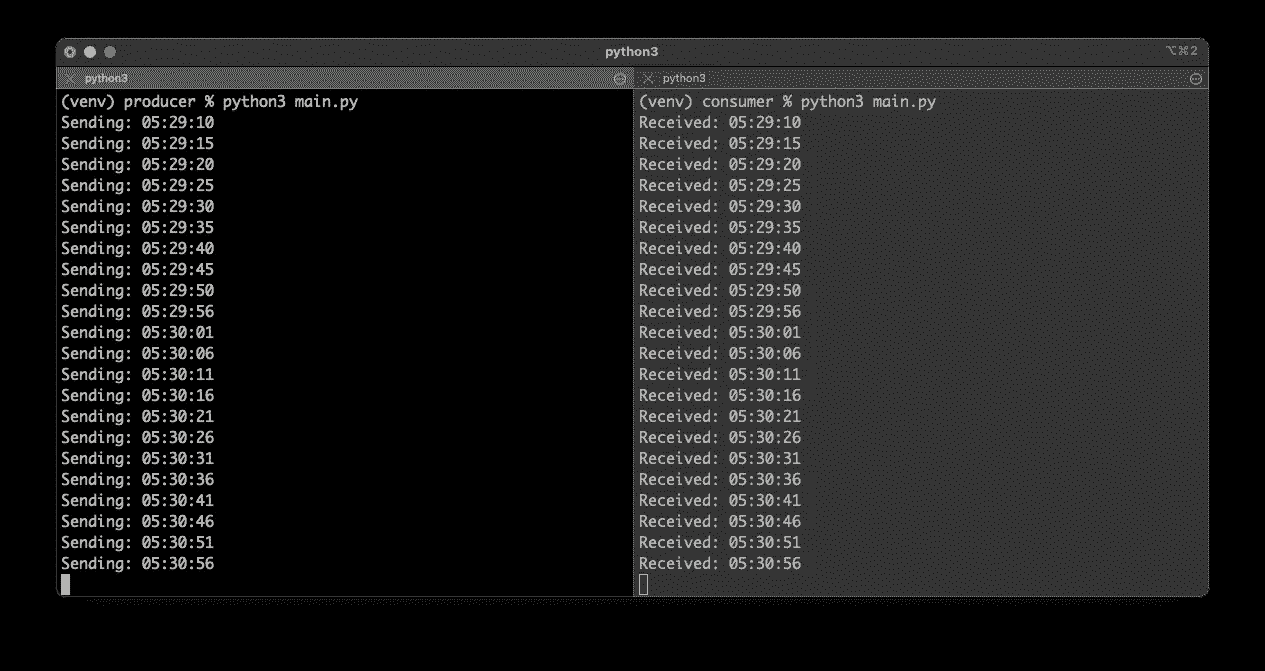 python3
⌥⌘2
python3
(venv) producer % python3 main.py
Sending: 05:29:10
Sending: 05:29:15
Sending: 05:29:20
Sending: 05:29:25
Sending: 05:29:30
Sending: 05:29:35
Sending: 05:29:40
Sending: 05:29:45
Sending: 05:29:50
Sending: 05:29:56
Sending: 05:30:01
Sending: 05:30:06
Sending: 05:30:11
Sending: 05:30:16
Sending: 05:30:21
Sending: 05:30:26
Sending: 05:30:31
Sending: 05:30:36
Sending: 05:30:41
Sending: 05:30:46
Sending: 05:30:51
Sending: 05:30:56
python3
(venv) consumer % python3 main.py
Received: 05:29:10
Received: 05:29:15
Received: 05:29:20
Received: 05:29:25
Received: 05:29:30
Received: 05:29:35
Received: 05:29:40
Received: 05:29:45
Received: 05:29:50
Received: 05:29:56
Received: 05:30:01
Received: 05:30:06
Received: 05:30:11
Received: 05:30:16
Received: 05:30:21
Received: 05:30:26
Received: 05:30:31
Received: 05:30:36
Received: 05:30:41
Received: 05:30:46
Received: 05:30:51
Received: 05:30:56